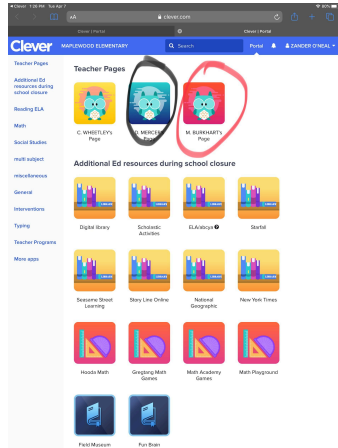 Clever 1:26 PM Tue Apr 7
80%
AA
clever.com
Clever | Portal
Clever | Portal
Clever
MAPLEWOOD ELEMENTARY
Search
Portal
ZANDER O'NEAL
Teacher Pages
Additional Ed
resources during
school closure
Reading ELA
Math
Social Studies
multi subject
miscellaneous
General
Interventions
Typing
Teacher Programs
More apps
Teacher Pages
C. WHEETLEY's
Page
D. MERCER's
Page
M. BURKHART's
Page
Additional Ed resources during school closure
Digital library
Scholastic
Activities
ELA/abcya
Starfall
Seasame Street
Learning
Story Line Online
National
Geographic
New York Times
Hooda Math
Gregtang Math
Games
Math Academy
Games
Math Playground
Field Museum
Fun Brain